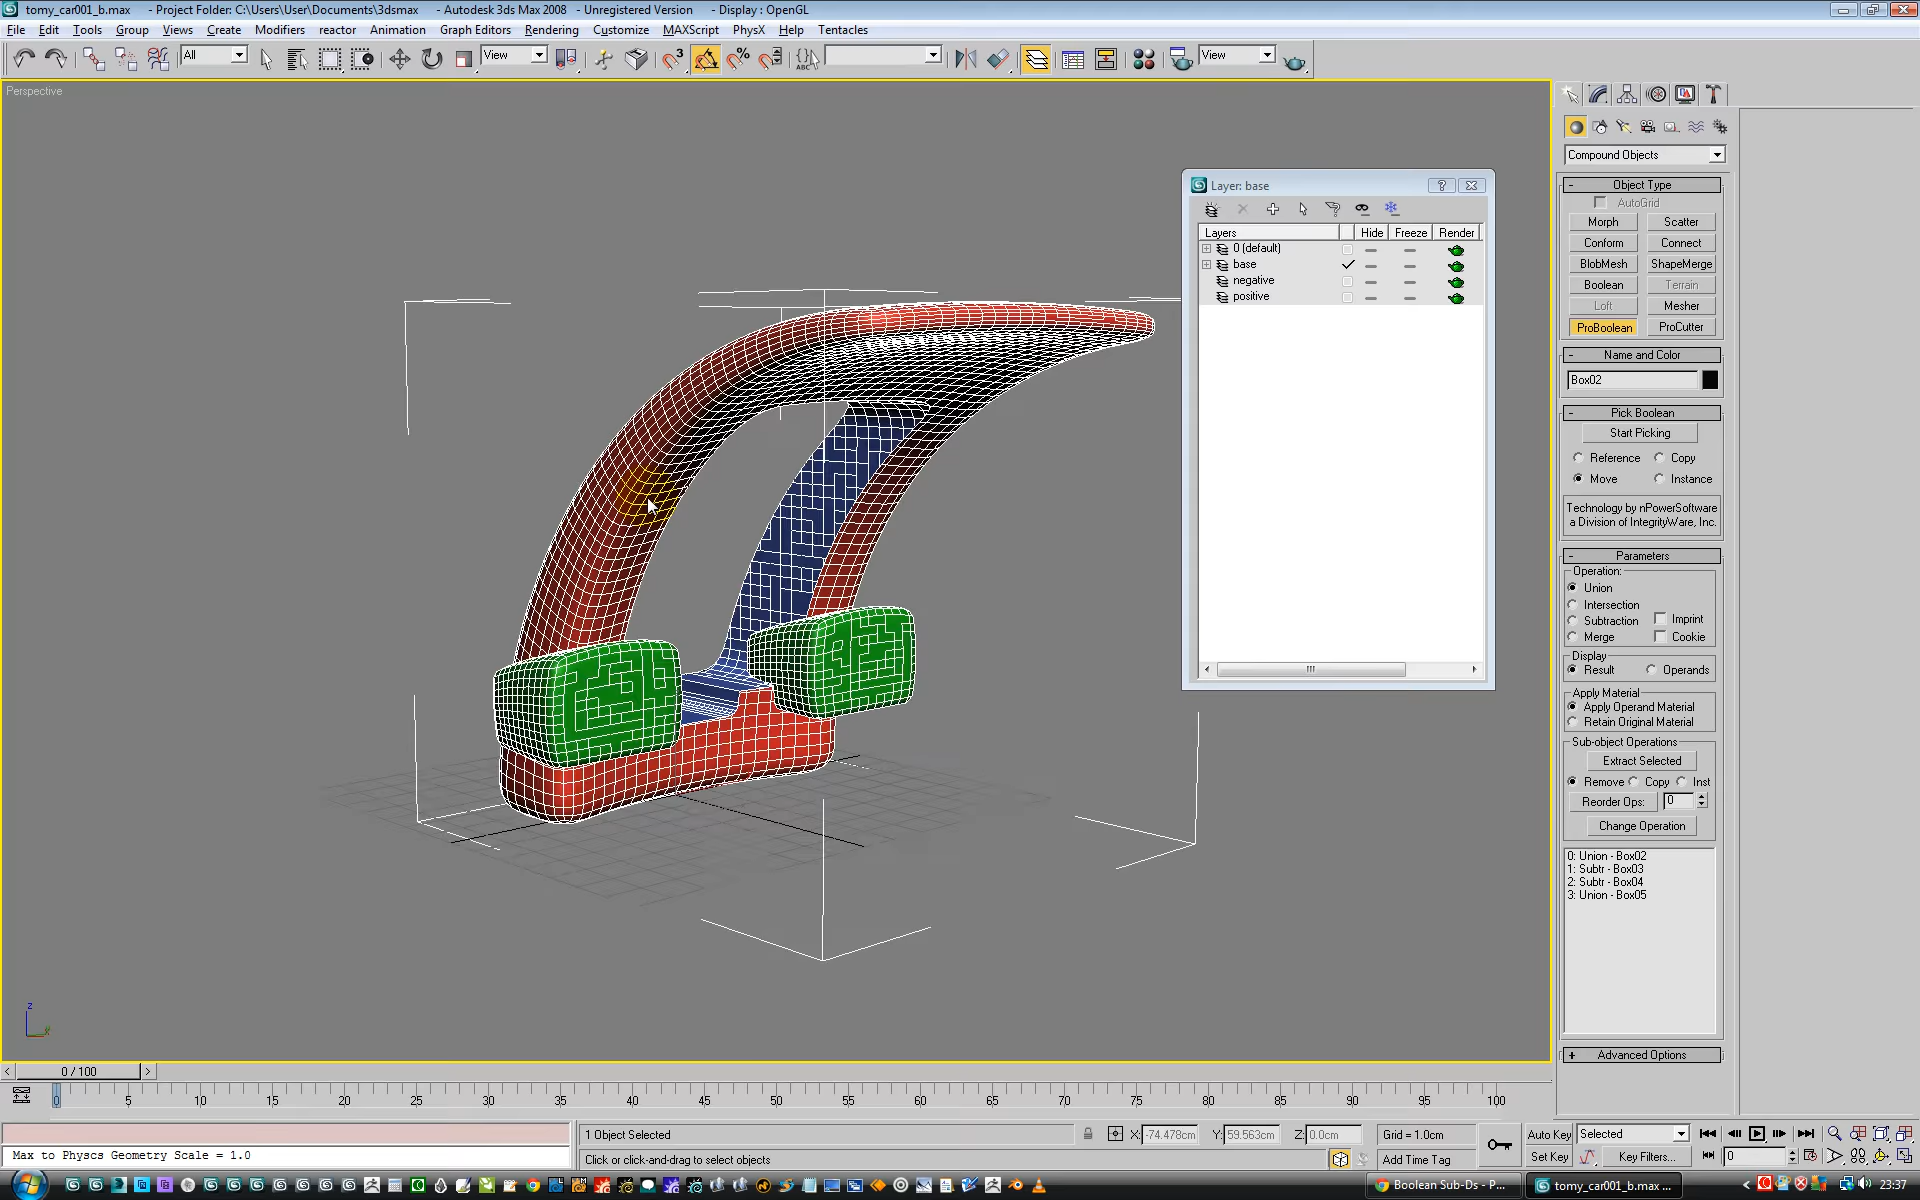 tomy_car001_b.max - Project Folder: C:\Users\User\Documents\3dsmax - Autodesk 3ds Max 2008 - Unregistered Version - Display : OpenGL
File Edit Tools Group Views Create Modifiers reactor Animation Graph Editors Rendering Customize MAXScript PhysX Help Tentacles
All View View
Perspective
Compound Objects
Object Type
AutoGrid
Morph Scatter
Conform Connect
BlobMesh ShapeMerge
Boolean Terrain
Loft Mesher
ProBoolean ProCutter
Name and Color
Box02
Pick Boolean
Start Picking
Reference Copy
Move Instance
Technology by nPowerSoftware
a Division of IntegrityWare, Inc.
Parameters
Operation:
Union
Intersection
Subtraction Imprint
Merge Cookie
Display
Result Operands
Apply Material
Apply Operand Material
Retain Original Material
Sub-object Operations
Extract Selected
Remove Copy Inst
Reorder Ops: 0
Change Operation
0: Union - Box02
1: Subtr - Box03
2: Subtr - Box04
3: Union - Box05
Advanced Options
Layer: base
Layers Hide Freeze Render
0 (default)
base
negative
positive
z
0 / 100
0 5 10 15 20 25 30 35 40 45 50 55 60 65 70 75 80 85 90 95 100
1 Object Selected X: -74.478cm Y: 59.563cm Z: 0.0cm Grid = 1.0cm Auto Key Selected
Max to Physcs Geometry Scale = 1.0 Click or click-and-drag to select objects Add Time Tag Set Key Key Filters... 0
Boolean Sub-Ds - P... tomy_car001_b.max ... 23:37